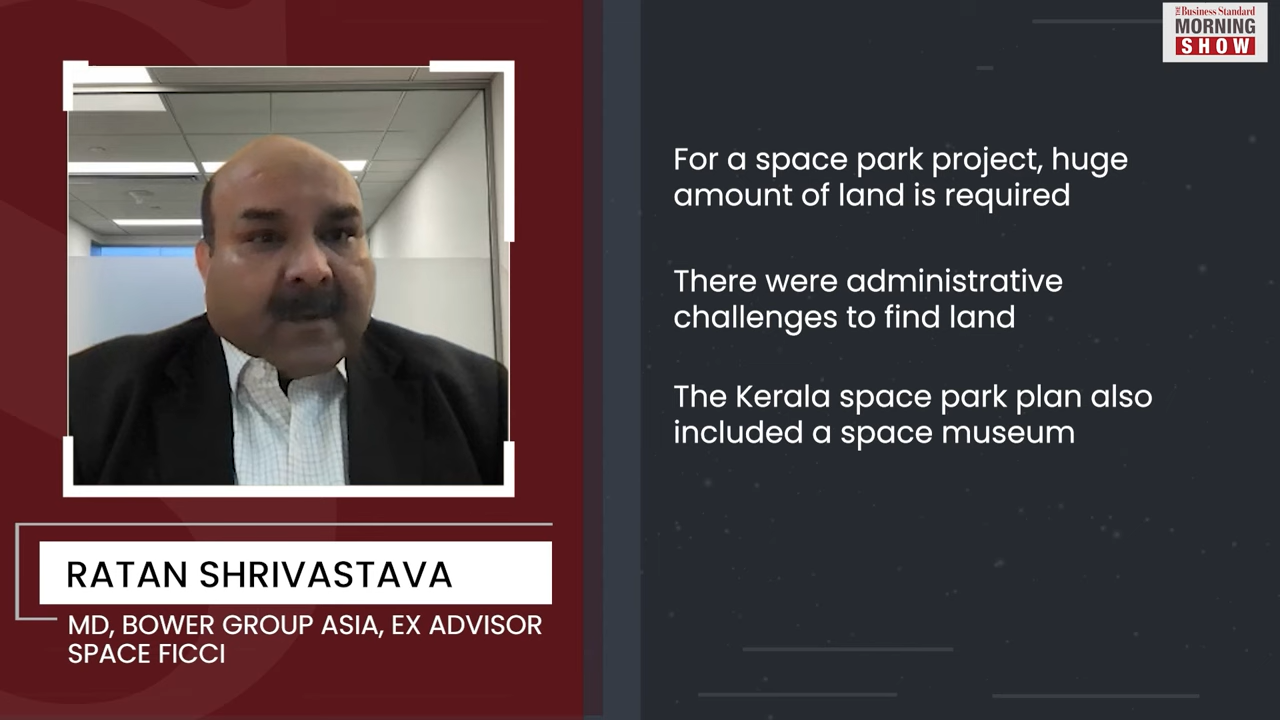 THE Business Standard
MORNING
SHOW
For a space park project, huge
amount of land is required
There were administrative
challenges to find land
The Kerala space park plan also
included a space museum
RATAN SHRIVASTAVA
MD, BOWER GROUP ASIA, EX ADVISOR
SPACE FICCI